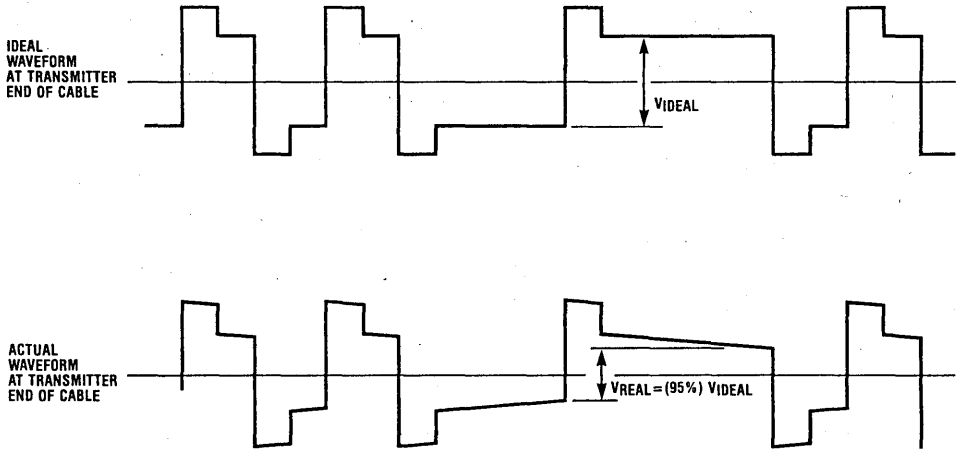 IDEAL
WAVEFORM
AT TRANSMITTER
END OF CABLE
VIDEAL
ACTUAL
WAVEFORM
AT TRANSMITTER
END OF CABLE
VREAL=(95%) VIDEAL